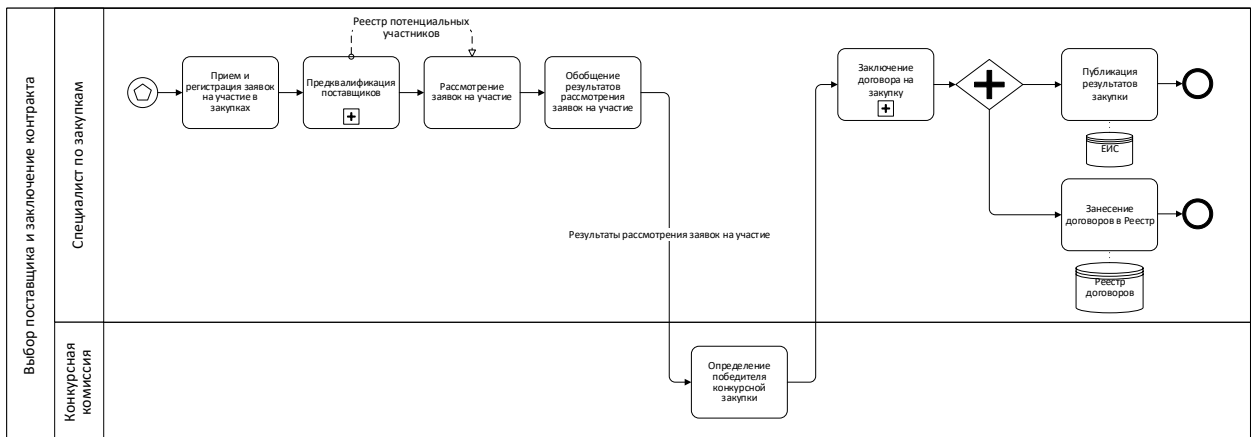 Выбор поставщика и заключение контракта
Специалист по закупкам
Реестр потенциальных
участников
Прием и
регистрация заявок
на участие в
закупках
Предквалификация
поставщиков
Рассмотрение
заявок на участие
Обобщение
результатов
рассмотрения
заявок на участие
Заключение
договора на
закупку
Публикация
результатов
закупки
ЕИС
Занесение
договоров в Реестр
Реестр
договоров
Результаты рассмотрения заявок на участие
Конкурсная
комиссия
Определение
победителя
конкурсной
закупки